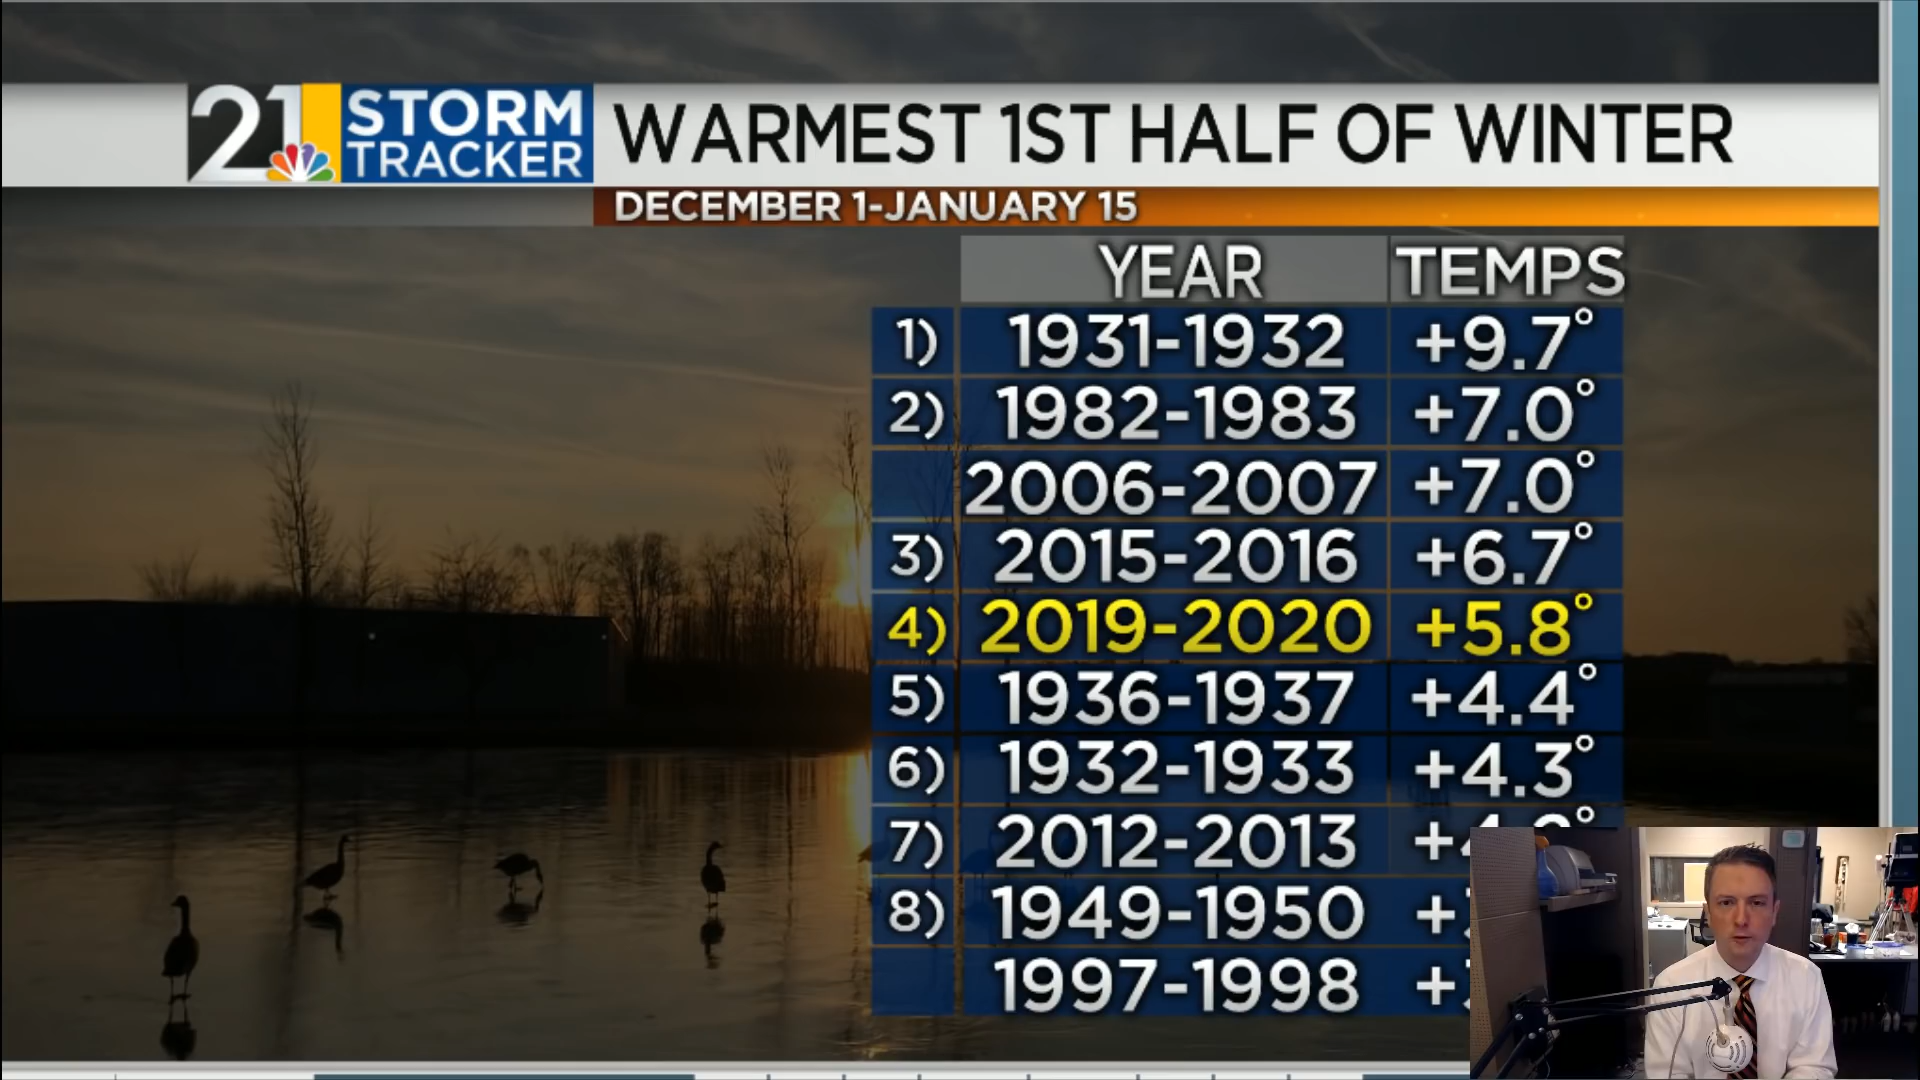 21 STORM TRACKER
WARMEST 1ST HALF OF WINTER
DECEMBER 1-JANUARY 15
YEAR TEMPS
1) 1931-1932 +9.7°
2) 1982-1983 +7.0°
2006-2007 +7.0°
3) 2015-2016 +6.7°
4) 2019-2020 +5.8°
5) 1936-1937 +4.4°
6) 1932-1933 +4.3°
7) 2012-2013
8) 1949-1950
1997-1998